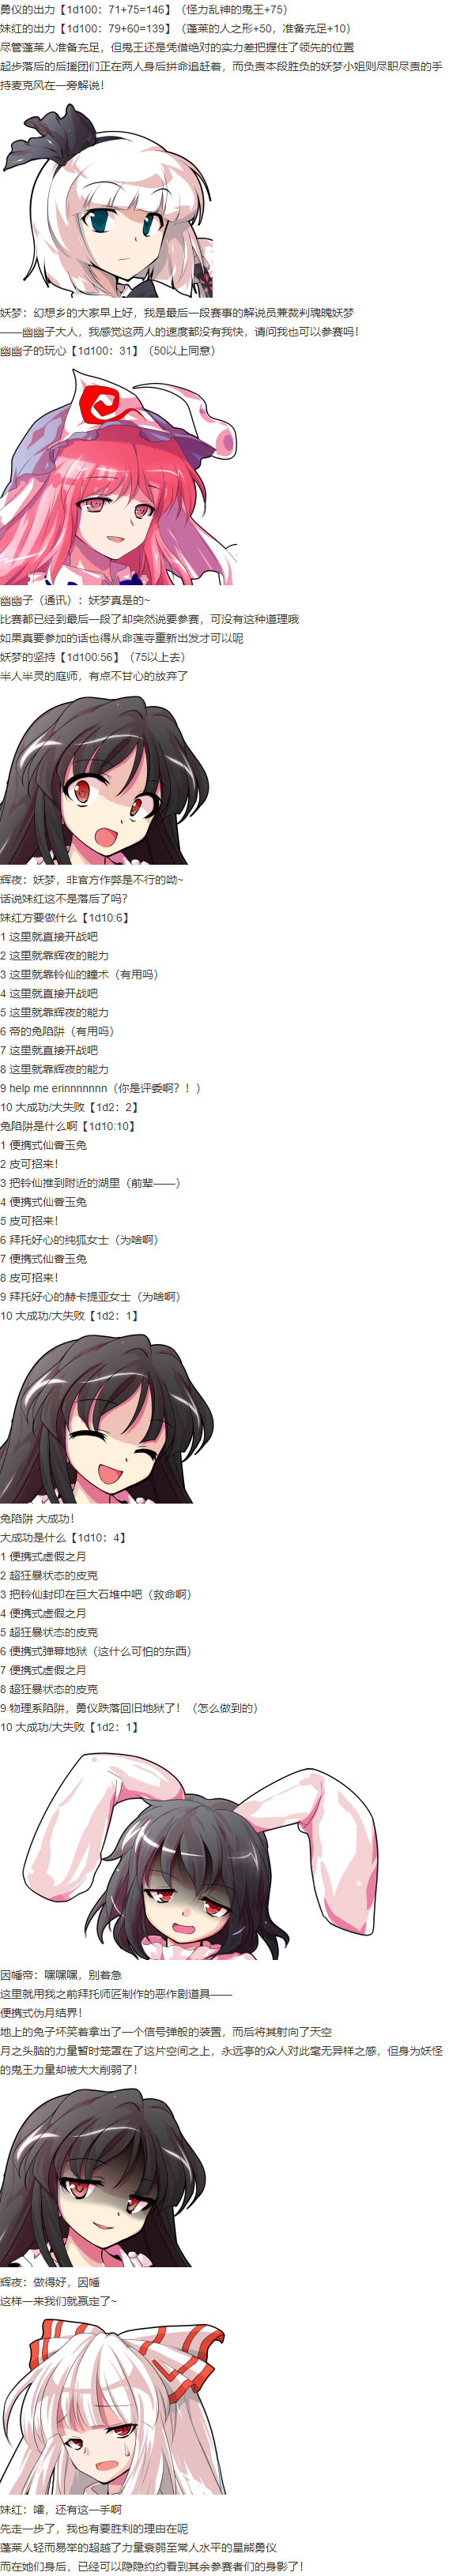 勇仪的出力【1d100：71+75=146】（怪力乱神的鬼王+75）
妹红的出力【1d100：79+60=139】（蓬莱的人之形+50，准备充足+10）
尽管蓬莱人准备充足，但鬼王还是凭借绝对的实力差把握住了领先的位置
起步落后的后援团们正在两人身后拼命追赶着，而负责本段胜负的妖梦小姐则尽职尽责的手
持麦克风在一旁解说！
妖梦：幻想乡的大家早上好，我是最后一段赛事的解说员兼裁判魂魄妖梦
——幽幽子大人，我感觉这两人的速度都没有我快，请问我也可以参赛吗！
幽幽子的玩心【1d100：31】（50以上同意）
幽幽子（通讯）：妖梦真是的~
比赛都已经到最后一段了却突然说要参赛，可没有这种道理哦
如果真要参加的话也得从命莲寺重新出发才可以呢
妖梦的坚持【1d100:56】（75以上去）
半人半灵的庭师，有点不甘心的放弃了
辉夜：妖梦，非官方作弊是不行的呦~
话说妹红这不是落后了吗？
妹红方要做什么【1d10:6】
1 这里就直接开战吧
2 这里就靠辉夜的能力
3 这里就靠铃仙的瞳术（有用吗）
4 这里就直接开战吧
5 这里就靠辉夜的能力
6 帝的兔陷阱（有用吗）
7 这里就直接开战吧
8 这里就靠辉夜的能力
9 help me erinnnnnnn（你是评委啊？！）
10 大成功/大失败【1d2：2】
兔陷阱是什么啊【1d10:10】
1 便携式仙香玉兔
2 皮可招来！
3 把铃仙推到附近的湖里（前辈——）
4 便携式仙香玉兔
5 皮可招来！
6 拜托好心的纯狐女士（为啥啊）
7 便携式仙香玉兔
8 皮可招来！
9 拜托好心的赫卡提亚女士（为啥啊）
10 大成功/大失败【1d2：1】
兔陷阱 大成功！
大成功是什么【1d10：4】
1 便携式虚假之月
2 超狂暴状态的皮克
3 把铃仙封印在巨大石堆中吧（救命啊）
4 便携式虚假之月
5 超狂暴状态的皮克
6 便携式弹幕地狱（这什么可怕的东西）
7 便携式虚假之月
8 超狂暴状态的皮克
9 物理系陷阱，勇仪跌落回旧地狱了！（怎么做到的）
10 大成功/大失败【1d2：1】
因幡帝：嘿嘿嘿，别着急
这里就用我之前拜托师匠制作的恶作剧道具——
便携式伪月结界！
地上的兔子坏笑着拿出了一个信号弹般的装置，而后将其射向了天空
月之头脑的力量暂时笼罩在了这片空间之上，永远亭的众人对此毫无异样之感，但身为妖怪
的鬼王力量却被大大削弱了！
辉夜：做得好，因幡
这样一来我们就赢定了~
妹红：嚯，还有这一手啊
先走一步了，我也有要胜利的理由在呢
蓬莱人轻而易举的超越了力量衰弱至常人水平的星熊勇仪
而在她们身后，已经可以隐隐约约看到其余参赛者们的身影了！